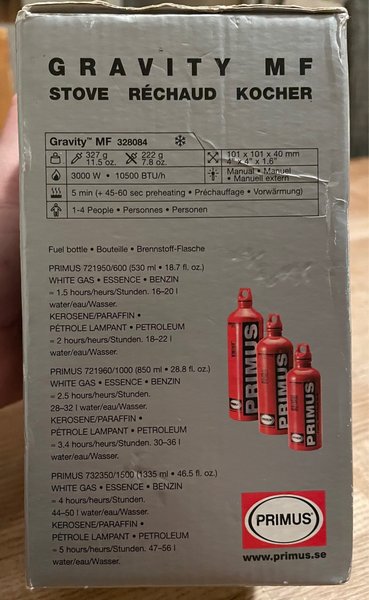 GRAVITY MF
STOVE RÉCHAUD KOCHER
Gravity™ MF 328084
327 g 222 g 101 x 101 x 40 mm
11.5 oz. 7.8 oz. 4" x 4" x 1.6"
3000 W • 10500 BTU/h Manual • Manuel
• Manuell extern
5 min (+ 45-60 sec preheating • Préchauffage • Vorwärmung)
1-4 People • Personnes • Personen
Fuel bottle • Bouteille • Brennstoff-Flasche
PRIMUS 721950/600 (530 ml • 18.7 fl. oz.)
WHITE GAS • ESSENCE • BENZIN
= 1.5 hours/heurs/Stunden. 16–20 l
water/eau/Wasser.
KEROSENE/PARAFFIN •
PÉTROLE LAMPANT • PETROLEUM
= 2 hours/heurs/Stunden. 18–22 l
water/eau/Wasser.
PRIMUS 721960/1000 (850 ml • 28.8 fl. oz.)
WHITE GAS • ESSENCE • BENZIN
= 2.5 hours/heurs/Stunden.
28–32 l water/eau/Wasser.
KEROSENE/PARAFFIN •
PÉTROLE LAMPANT • PETROLEUM
= 3.4 hours/heurs/Stunden. 30–36 l
water/eau/Wasser.
PRIMUS 732350/1500 (1335 ml • 46.5 fl. oz.)
WHITE GAS • ESSENCE • BENZIN
= 4 hours/heurs/Stunden.
44–50 l water/eau/Wasser.
KEROSENE/PARAFFIN •
PÉTROLE LAMPANT • PETROLEUM
= 5 hours/heurs/Stunden. 47–56 l
water/eau/Wasser.
PRIMUS
PRIMUS
PRIMUS
PRIMUS
www.primus.se